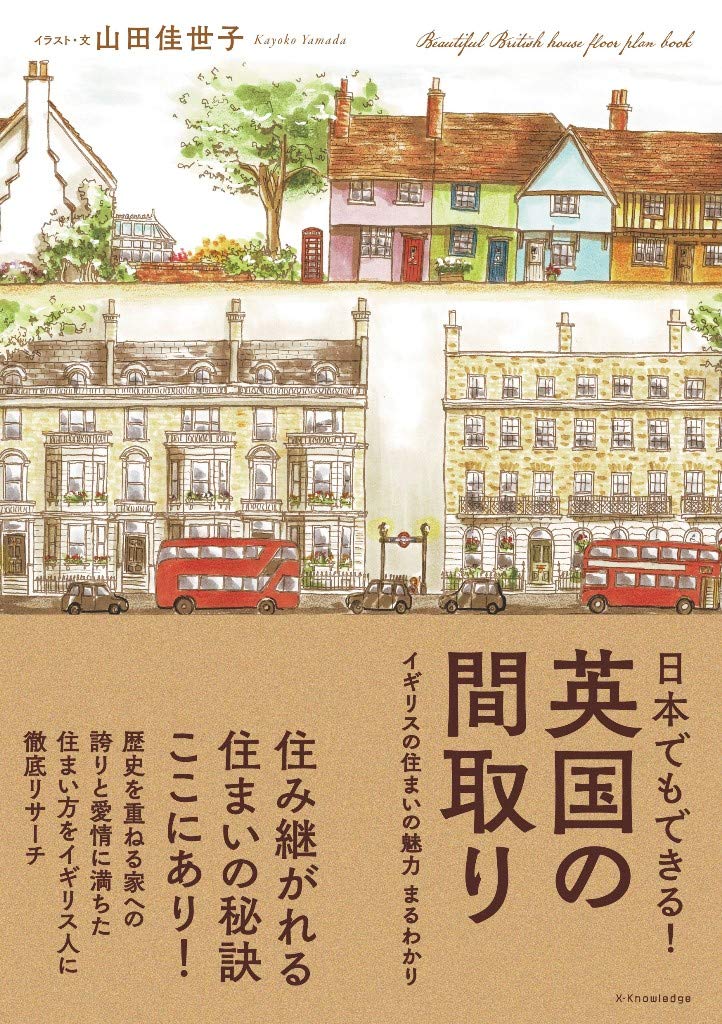 イラスト・文 山田佳世子 Kayoko Yamada
Beautiful British house floor plan book
日本でもできる!
英国の
間取り
イギリスの住まいの魅力 まるわかり
住み継がれる
住まいの秘訣
ここにあり!
歴史を重ねる家への
誇りと愛情に満ちた
住まい方をイギリス人に
徹底リサーチ
X-Knowledge